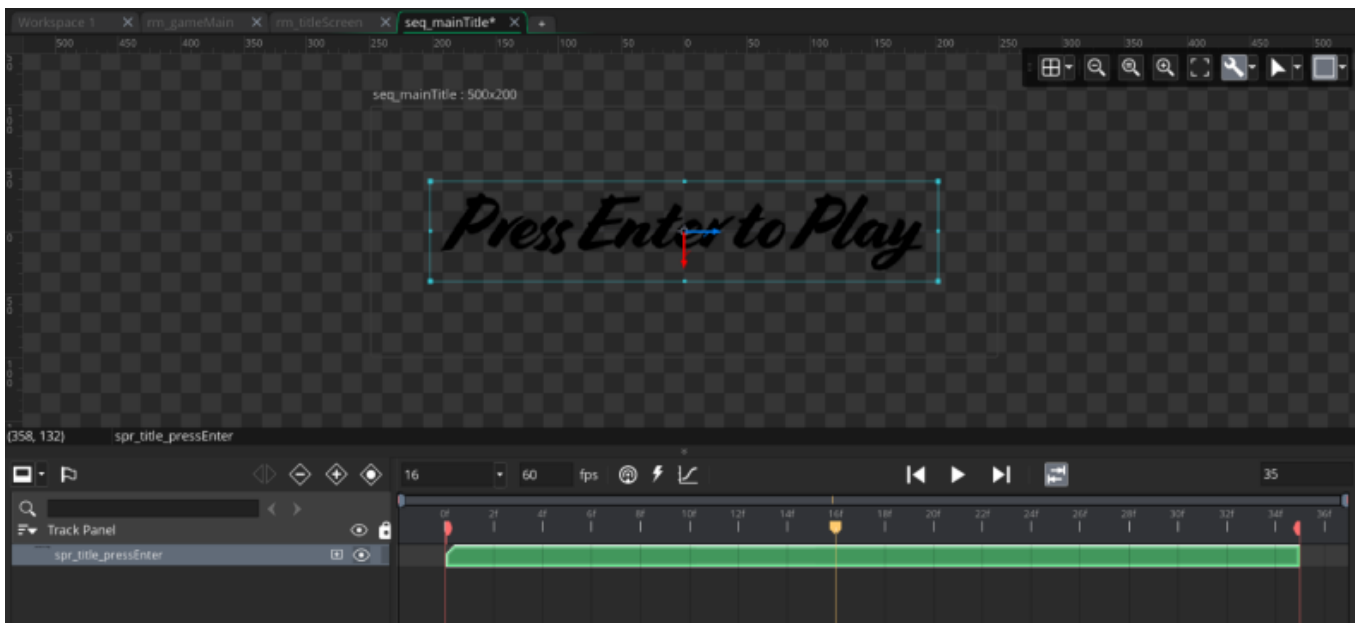 Workspace 1 rm_gameMain rm_titleScreen seq_mainTitle* +
500 450 400 350 300 250 200 150 100 50 0 50 100 150 200 250 300 350 400 450 500
seq_mainTitle : 500x200
Press Enter to Play
(358, 132) spr_title_pressEnter
16 60 fps 35
Track Panel
0f 2f 4f 6f 8f 10f 12f 14f 16f 18f 20f 22f 24f 26f 28f 30f 32f 34f 36f
spr_title_pressEnter